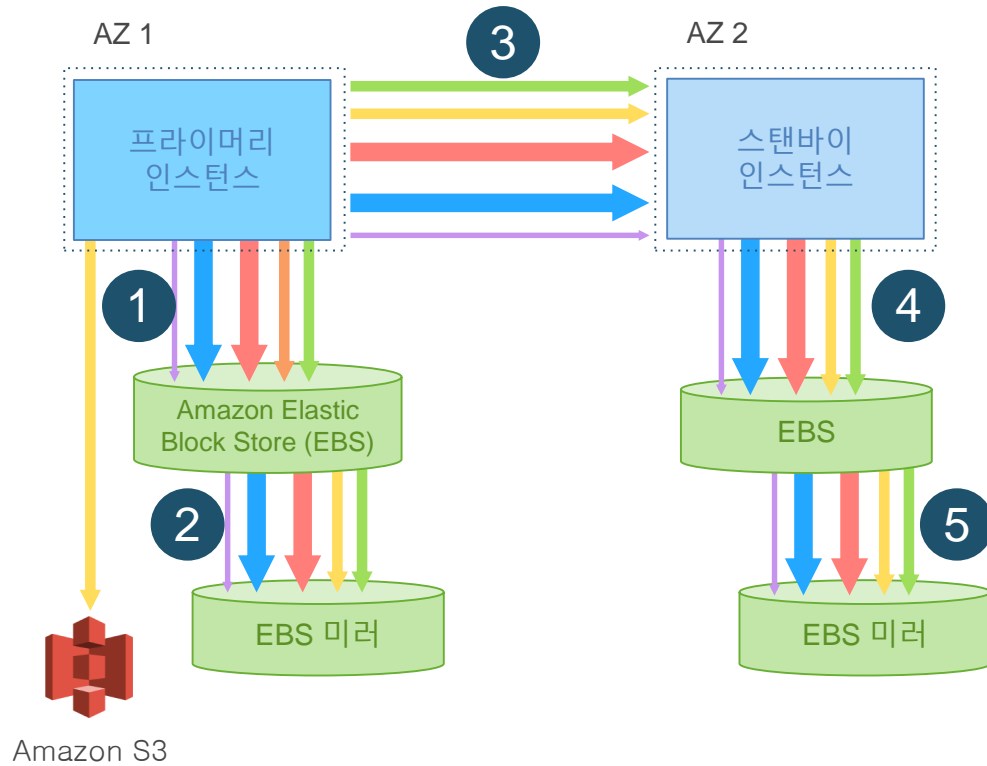 AZ 1
3
AZ 2
프라이머리
인스턴스
스탠바이
인스턴스
1
4
Amazon Elastic
Block Store (EBS)
EBS
2
5
EBS 미러
EBS 미러
Amazon S3